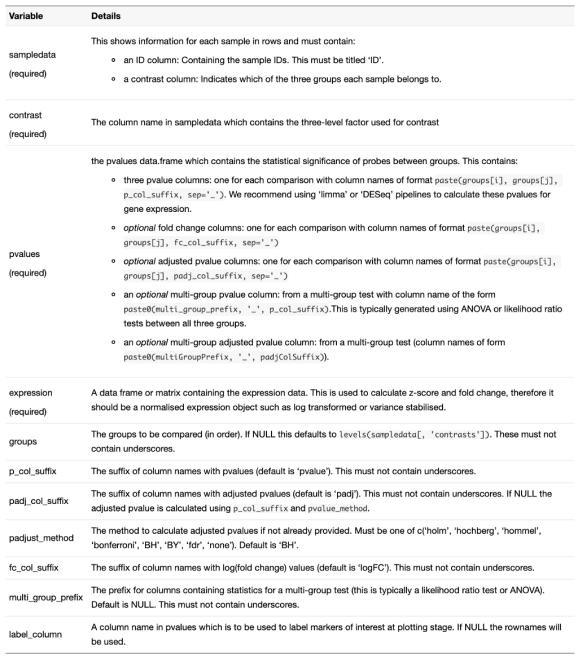 Variable Details
sampledata
(required)
This shows information for each sample in rows and must contain:
an ID column: Containing the sample IDs. This must be titled ‘ID’.
a contrast column: Indicates which of the three groups each sample belongs to.
contrast
(required)
The column name in sampledata which contains the three-level factor used for contrast
pvalues
(required)
the pvalues data.frame which contains the statistical significance of probes between groups. This contains:
three pvalue columns: one for each comparison with column names of format paste(groups[i], groups[j],
p_col_suffix, sep='_'). We recommend using ‘limma’ or ‘DESeq’ pipelines to calculate these pvalues for
gene expression.
optional fold change columns: one for each comparison with column names of format paste(groups[i],
groups[j], fc_col_suffix, sep='_')
optional adjusted pvalue columns: one for each comparison with column names of format paste(groups[i],
groups[j], padj_col_suffix, sep='_')
an optional multi-group pvalue column: from a multi-group test with column name of the form
paste0(multi_group_prefix, '_', p_col_suffix).This is typically generated using ANOVA or likelihood ratio
tests between all three groups.
an optional multi-group adjusted pvalue column: from a multi-group test (column names of form
paste0(multiGroupPrefix, '_', padjColSuffix)).
expression
(required)
A data frame or matrix containing the expression data. This is used to calculate z-score and fold change, therefore it
should be a normalised expression object such as log transformed or variance stabilised.
groups
The groups to be compared (in order). If NULL this defaults to levels(sampledata[, 'contrasts']). These must not
contain underscores.
p_col_suffix The suffix of column names with pvalues (default is ‘pvalue’). This must not contain underscores.
padj_col_suffix
The suffix of column names with adjusted pvalues (default is ‘padj’). This must not contain underscores. If NULL the
adjusted pvalue is calculated using p_col_suffix and pvalue_method.
padjust_method
The method to calculate adjusted pvalues if not already provided. Must be one of c(‘holm’, ‘hochberg’, ‘hommel’,
‘bonferroni’, ‘BH’, ‘BY’, ‘fdr’, ‘none’). Default is ‘BH’.
fc_col_suffix The suffix of column names with log(fold change) values (default is ‘logFC’). This must not contain underscores.
multi_group_prefix
The prefix for columns containing statistics for a multi-group test (this is typically a likelihood ratio test or ANOVA).
Default is NULL. This must not contain underscores.
label_column
A column name in pvalues which is to be used to label markers of interest at plotting stage. If NULL the rownames will
be used.